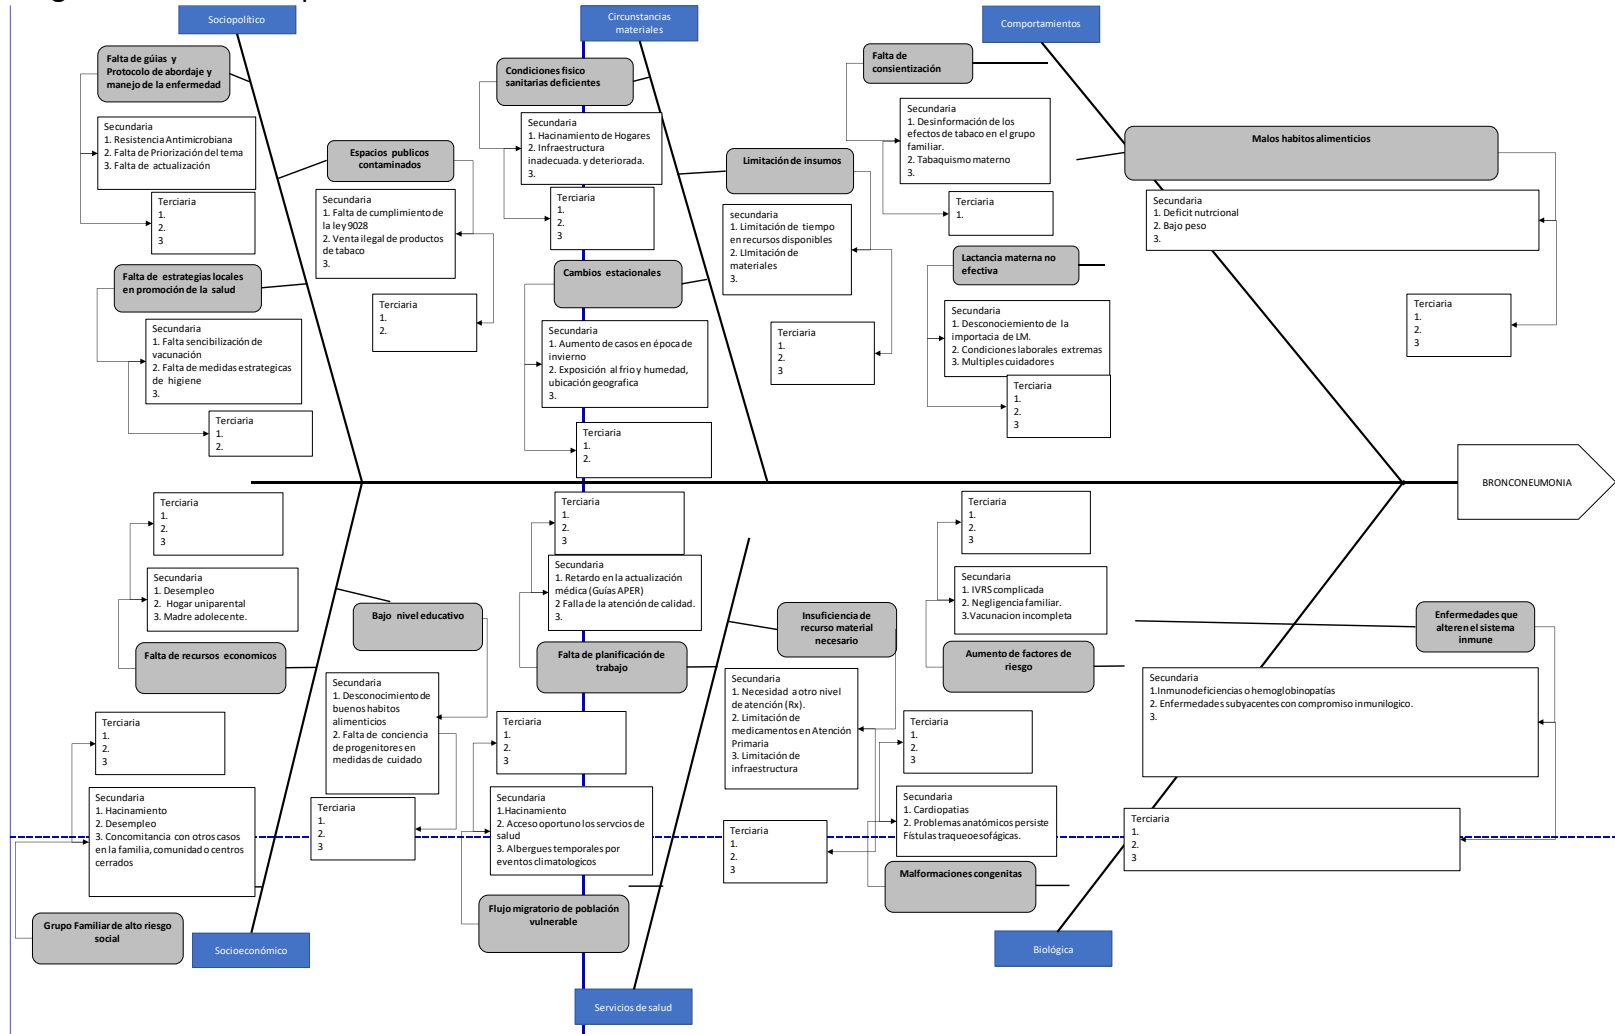 Sociopolítico
Falta de gúias y
Protocolo de abordaje y
manejo de la enfermedad
Secundaria
1. Resistencia Antimicrobiana
2. Falta de Priorización del tema
3. Falta de actualización
Terciaria
1.
2.
3
Espacios publicos
contaminados
Secundaria
1. Falta de cumplimiento de
la ley 9028
2. Venta ilegal de productos
de tabaco
3.
Terciaria
1.
2.
Falta de estrategias locales
en promoción de la salud
Secundaria
1. Falta sencibilización de
vacunación
2. Falta de medidas estrategicas
de higiene
3.
Terciaria
1.
2.
Circunstancias
materiales
Condiciones fisico
sanitarias deficientes
Secundaria
1. Hacinamiento de Hogares
2. Infraestructura
inadecuada. y deteriorada.
3.
Terciaria
1.
2.
3
Limitación de insumos
secundaria
1. Limitación de tiempo
en recursos disponibles
2. LImitación de
materiales
3.
Terciaria
1.
2.
3
Cambios estacionales
Secundaria
1. Aumento de casos en época de
invierno
2. Exposición al frio y humedad,
ubicación geografica
3.
Terciaria
1.
2.
Comportamientos
Falta de
consientización
Secundaria
1. Desinformación de los
efectos de tabaco en el grupo
familiar.
2. Tabaquismo materno
3.
Terciaria
1.
Malos habitos alimenticios
Secundaria
1. Deficit nutrcional
2. Bajo peso
3.
Terciaria
1.
2.
3
Lactancia materna no
efectiva
Secundaria
1. Desconociemiento de la
importacia de LM.
2. Condiciones laborales extremas
3. Multiples cuidadores
Terciaria
1.
2.
3
BRONCONEUMONIA
Terciaria
1.
2.
3
Secundaria
1. Desempleo
2. Hogar uniparental
3. Madre adolecente.
Falta de recursos economicos
Bajo nivel educativo
Secundaria
1. Desconocimiento de
buenos habitos
alimenticios
2. Falta de conciencia
de progenitores en
medidas de cuidado
Terciaria
1.
2.
3
Terciaria
1.
2.
3
Secundaria
1. Hacinamiento
2. Desempleo
3. Concomitancia con otros casos
en la familia, comunidad o centros
cerrados
Grupo Familiar de alto riesgo
social
Socioeconómico
Terciaria
1.
2.
3
Secundaria
1. Retardo en la actualización
médica (Guías APER)
2 Falla de la atención de calidad.
3.
Falta de planificación de
trabajo
Insuficiencia de
recurso material
necesario
Secundaria
1. Necesidad a otro nivel
de atención (Rx).
2. Limitación de
medicamentos en Atención
Primaria
3. Limitación de
infraestructura
Terciaria
1.
2.
3
Terciaria
1.
2.
3
Secundaria
1.Hacinamiento
2. Acceso oportuno los servcios de
salud
3. Albergues temporales por
eventos climatologicos
Flujo migratorio de población
vulnerable
Servicios de salud
Terciaria
1.
2.
3
Secundaria
1. IVRS complicada
2. Negligencia familiar.
3.Vacunacion incompleta
Aumento de factores de
riesgo
Enfermedades que
alteren el sistema
inmune
Secundaria
1.Inmunodeficiencias o hemoglobinopatías
2. Enfermedades subyacentes con compromiso inmunilogico.
3.
Terciaria
1.
2.
3
Terciaria
1.
2.
3
Secundaria
1. Cardiopatias
2. Problemas anatómicos persiste
Fístulas traqueoesofágicas.
Malformaciones congenitas
Biológica